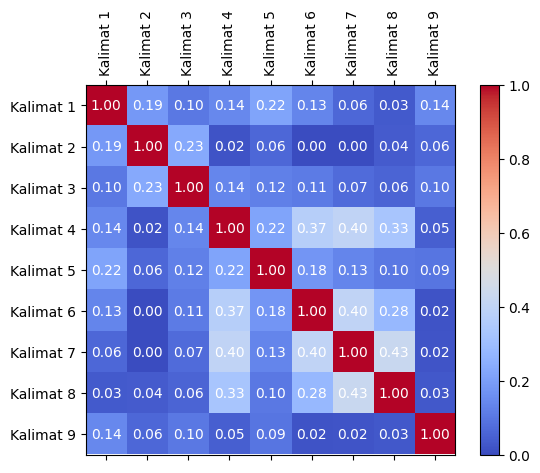 Kalimat 1 Kalimat 2 Kalimat 3 Kalimat 4 Kalimat 5 Kalimat 6 Kalimat 7 Kalimat 8 Kalimat 9
Kalimat 1 1.00 0.19 0.10 0.14 0.22 0.13 0.06 0.03 0.14
Kalimat 2 0.19 1.00 0.23 0.02 0.06 0.00 0.00 0.04 0.06
Kalimat 3 0.10 0.23 1.00 0.14 0.12 0.11 0.07 0.06 0.10
Kalimat 4 0.14 0.02 0.14 1.00 0.22 0.37 0.40 0.33 0.05
Kalimat 5 0.22 0.06 0.12 0.22 1.00 0.18 0.13 0.10 0.09
Kalimat 6 0.13 0.00 0.11 0.37 0.18 1.00 0.40 0.28 0.02
Kalimat 7 0.06 0.00 0.07 0.40 0.13 0.40 1.00 0.43 0.02
Kalimat 8 0.03 0.04 0.06 0.33 0.10 0.28 0.43 1.00 0.03
Kalimat 9 0.14 0.06 0.10 0.05 0.09 0.02 0.02 0.03 1.00
1.0
0.8
0.6
0.4
0.2
0.0